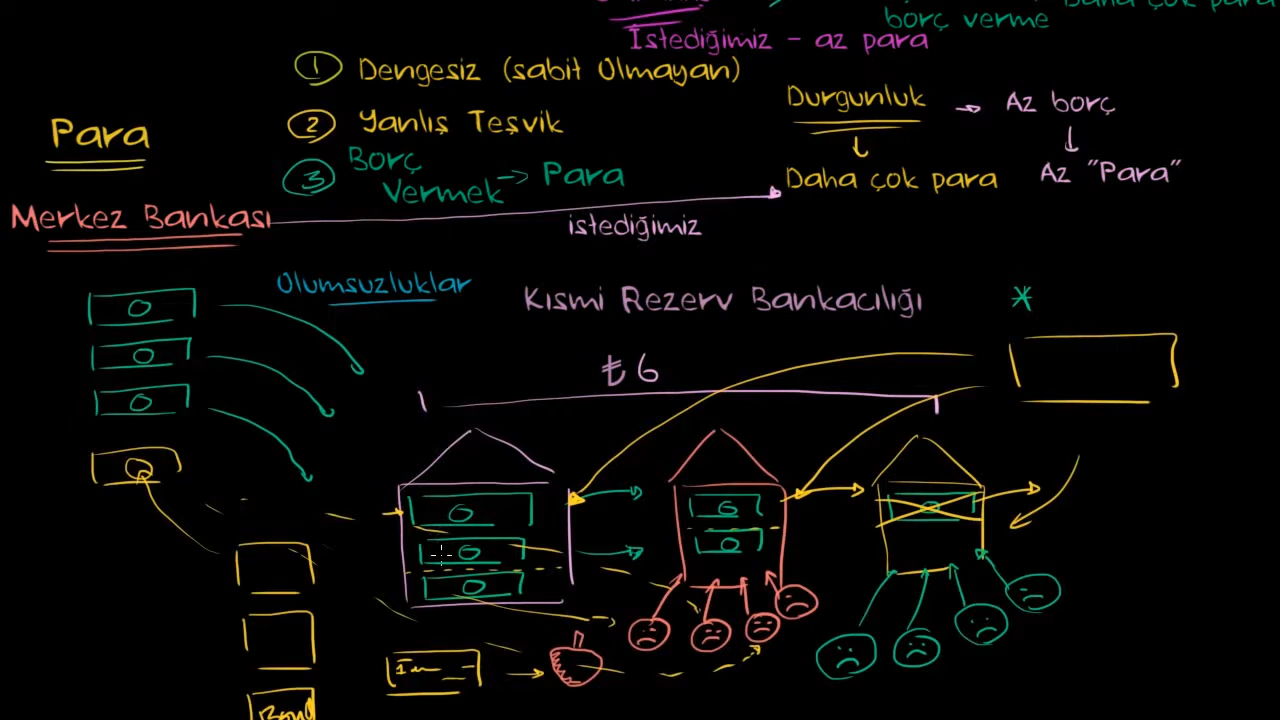 borç verme
İstediğimiz - az para
1 Dengesiz (sabit Olmayan)
Durgunluk → Az borç
Para
2 Yanlış Teşvik
3 Borç Vermek → Para
Daha çok para
Az "Para"
Merkez Bankası
istediğimiz
Olumsuzluklar
Kısmi Rezerv Bankacılığı
*
₺6